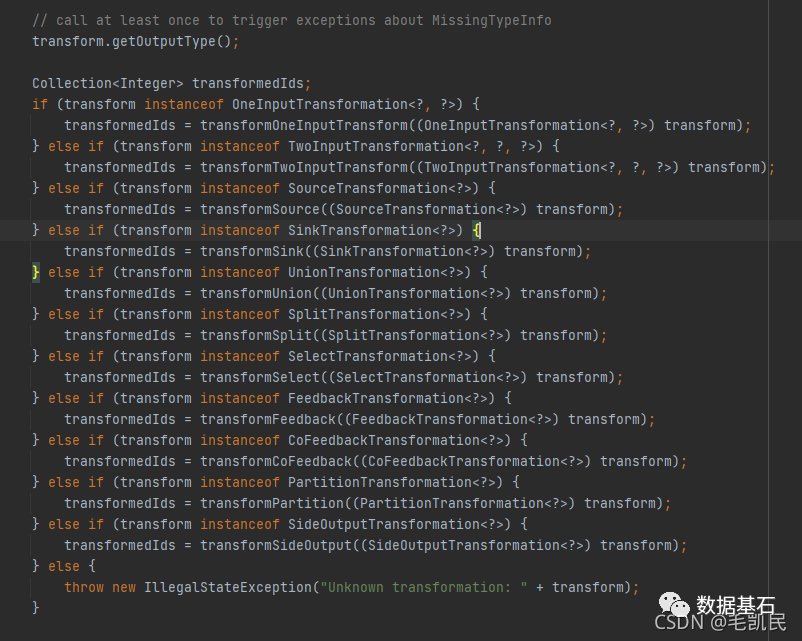 // call at least once to trigger exceptions about MissingTypeInfo
transform.getOutputType();
Collection<Integer> transformedIds;
if (transform instanceof OneInputTransformation<?, ?>) {
transformedIds = transformOneInputTransform((OneInputTransformation<?, ?>) transform);
} else if (transform instanceof TwoInputTransformation<?, ?, ?>) {
transformedIds = transformTwoInputTransform((TwoInputTransformation<?, ?, ?>) transform);
} else if (transform instanceof SourceTransformation<?>) {
transformedIds = transformSource((SourceTransformation<?>) transform);
} else if (transform instanceof SinkTransformation<?>) {
transformedIds = transformSink((SinkTransformation<?>) transform);
} else if (transform instanceof UnionTransformation<?>) {
transformedIds = transformUnion((UnionTransformation<?>) transform);
} else if (transform instanceof SplitTransformation<?>) {
transformedIds = transformSplit((SplitTransformation<?>) transform);
} else if (transform instanceof SelectTransformation<?>) {
transformedIds = transformSelect((SelectTransformation<?>) transform);
} else if (transform instanceof FeedbackTransformation<?>) {
transformedIds = transformFeedback((FeedbackTransformation<?>) transform);
} else if (transform instanceof CoFeedbackTransformation<?>) {
transformedIds = transformCoFeedback((CoFeedbackTransformation<?>) transform);
} else if (transform instanceof PartitionTransformation<?>) {
transformedIds = transformPartition((PartitionTransformation<?>) transform);
} else if (transform instanceof SideOutputTransformation<?>) {
transformedIds = transformSideOutput((SideOutputTransformation<?>) transform);
} else {
throw new IllegalStateException("Unknown transformation: " + transform);
}
数据基石
CSDN @毛凯民